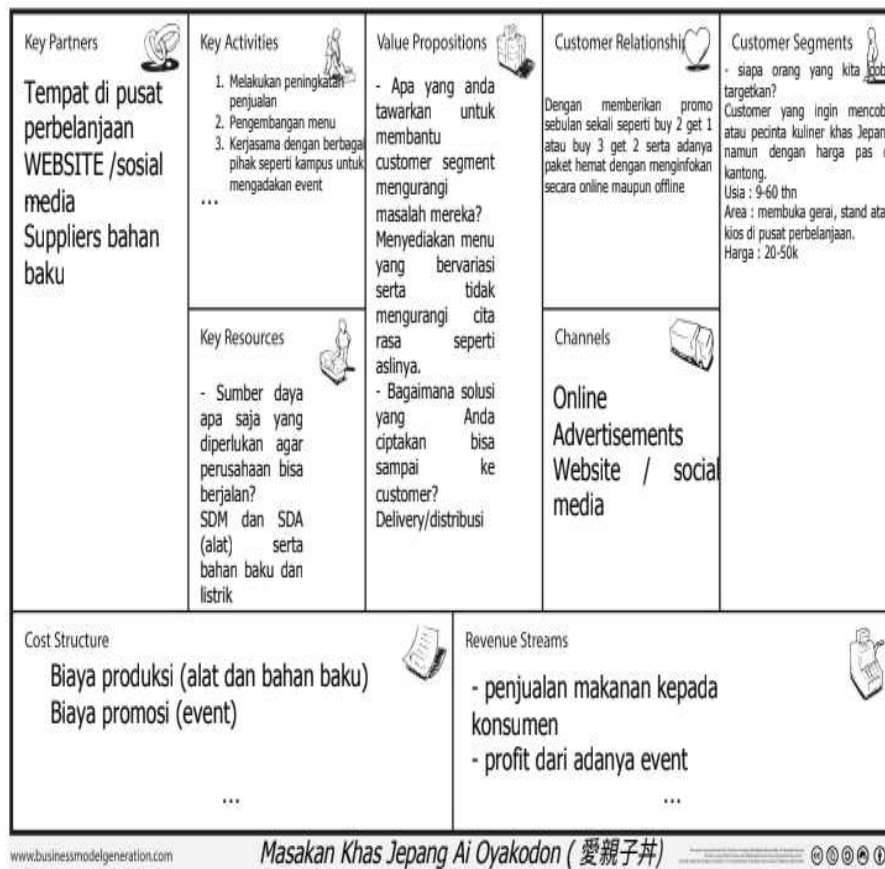 Key Partners
Tempat di pusat
perbelanjaan
WEBSITE /sosial
media
Suppliers bahan
baku
Key Activities
1. Melakukan peningkatan
penjualan
2. Pengembangan menu
3. Kerjasama dengan berbagai
pihak seperti kampus untuk
mengadakan event
...
Key Resources
- Sumber daya
apa saja yang
diperlukan agar
perusahaan bisa
berjalan?
SDM dan SDA
(alat) serta
bahan baku dan
listrik
Value Propositions
- Apa yang anda
tawarkan untuk
membantu
customer segment
mengurangi
masalah mereka?
Menyediakan menu
yang bervariasi
serta tidak
mengurangi cita
rasa seperti
aslinya.
- Bagaimana solusi
yang Anda
ciptakan bisa
sampai ke
customer?
Delivery/distribusi
Customer Relationship
Dengan memberikan promo
sebulan sekali seperti buy 2 get 1
atau buy 3 get 2 serta adanya
paket hemat dengan menginfokan
secara online maupun offline
Channels
Online
Advertisements
Website / social
media
Customer Segments
- siapa orang yang kita
targetkan?
Customer yang ingin mencob
atau pecinta kuliner khas Jepan
namun dengan harga pas
kantong.
Usia : 9-60 thn
Area : membuka gerai, stand ata
kios di pusat perbelanjaan.
Harga : 20-50k
Cost Structure
Biaya produksi (alat dan bahan baku)
Biaya promosi (event)
...
Revenue Streams
- penjualan makanan kepada
konsumen
- profit dari adanya event
...
www.businessmodelgeneration.com
Masakan Khas Jepang Ai Oyakodon ( 愛親子丼)